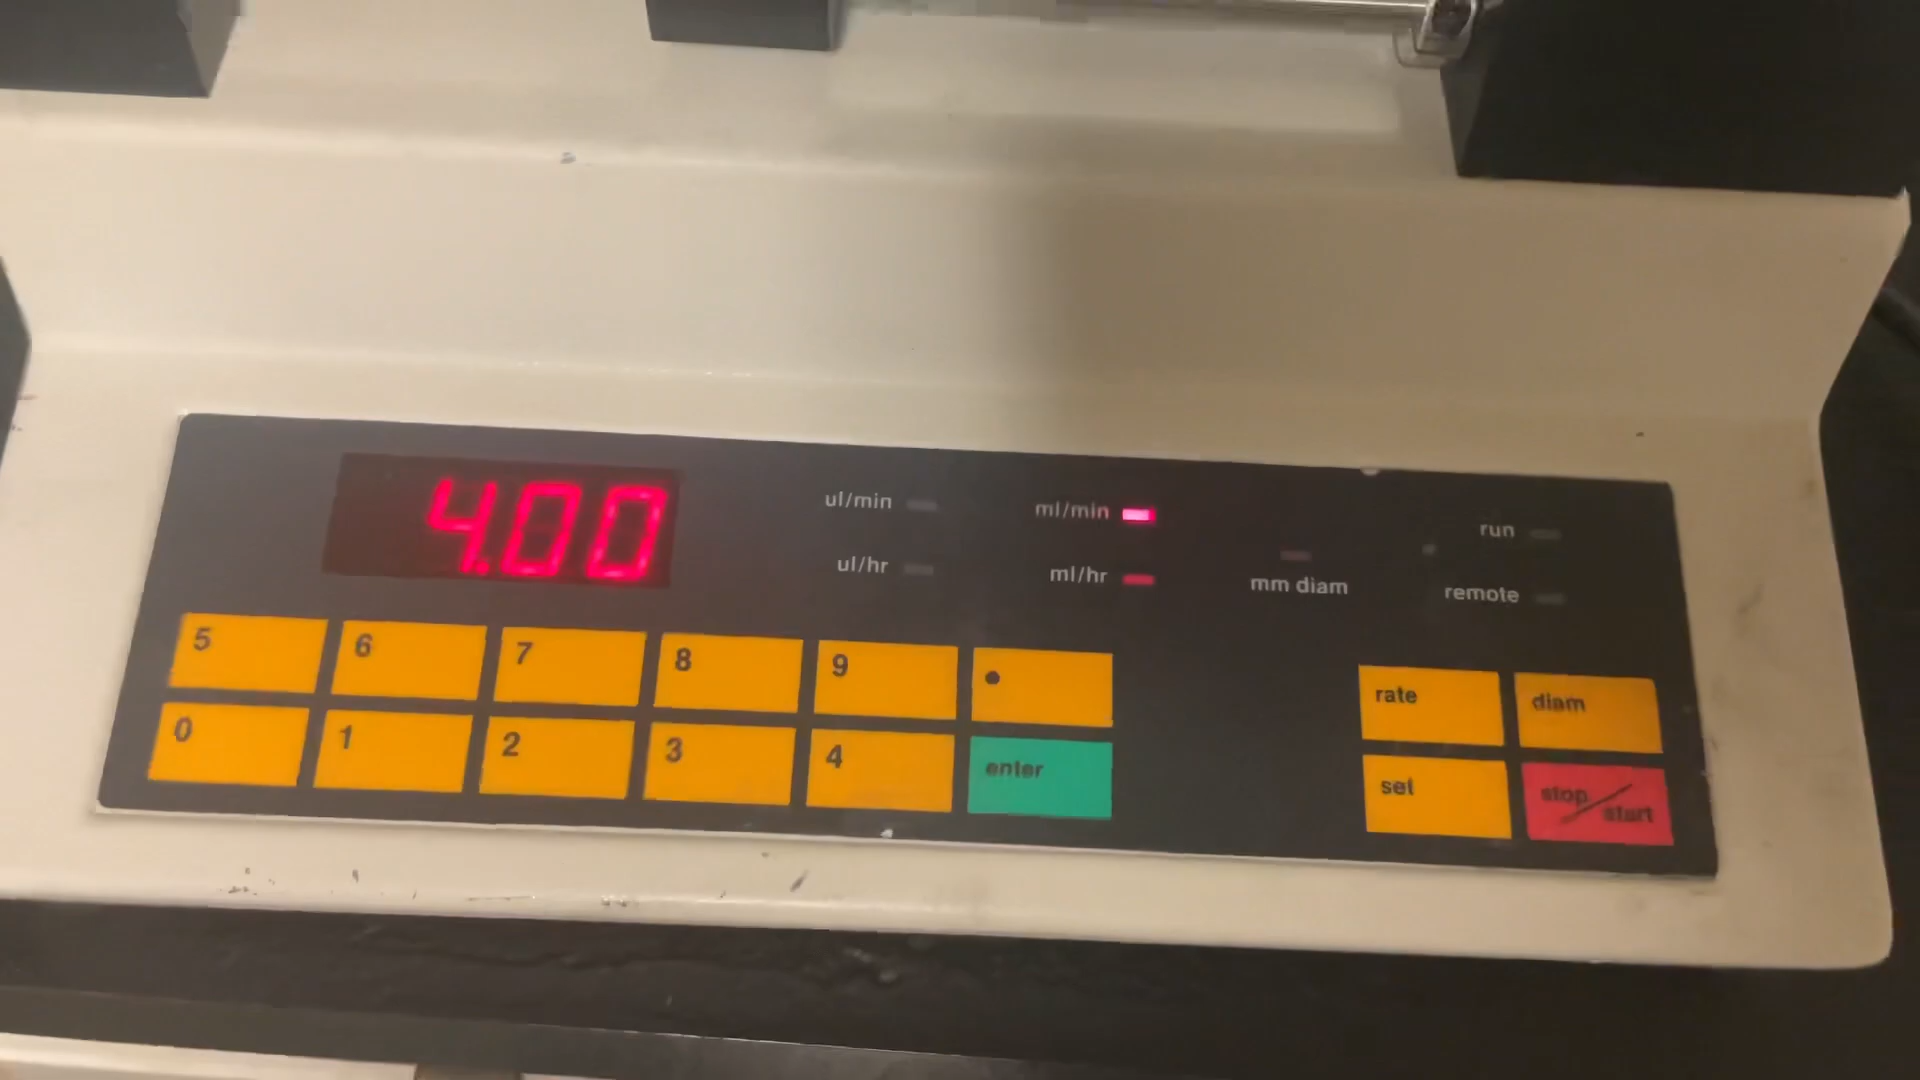 4.00
ul/min
ml/min
run
ul/hr
ml/hr
mm diam
remote
5 6 7 8 9 •
rate diam
0 1 2 3 4 enter
set stop/start